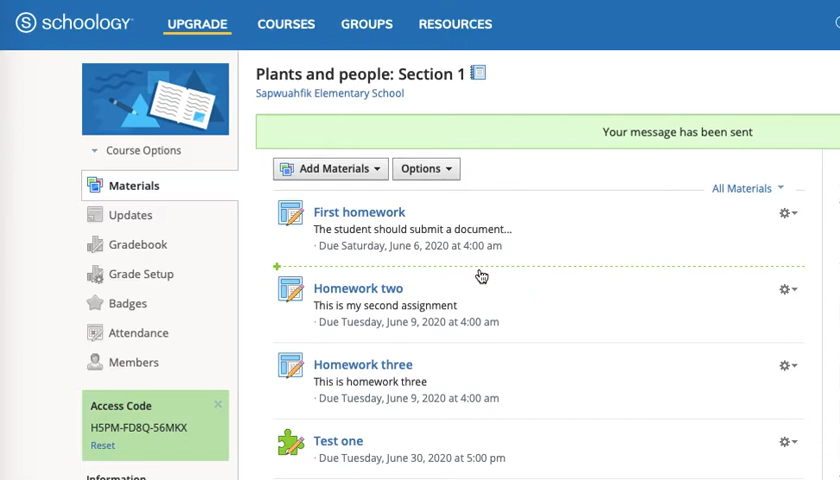 schoology
UPGRADE
COURSES
GROUPS
RESOURCES
Plants and people: Section 1
Sapwuahfik Elementary School
Your message has been sent
Course Options
Materials
Updates
Gradebook
Grade Setup
Badges
Attendance
Members
Access Code
H5PM-FD8Q-56MKX
Reset
Information
Add Materials
Options
All Materials
First homework
The student should submit a document...
· Due Saturday, June 6, 2020 at 4:00 am
Homework two
This is my second assignment
· Due Tuesday, June 9, 2020 at 4:00 am
Homework three
This is homework three
· Due Tuesday, June 9, 2020 at 4:00 am
Test one
· Due Tuesday, June 30, 2020 at 5:00 pm